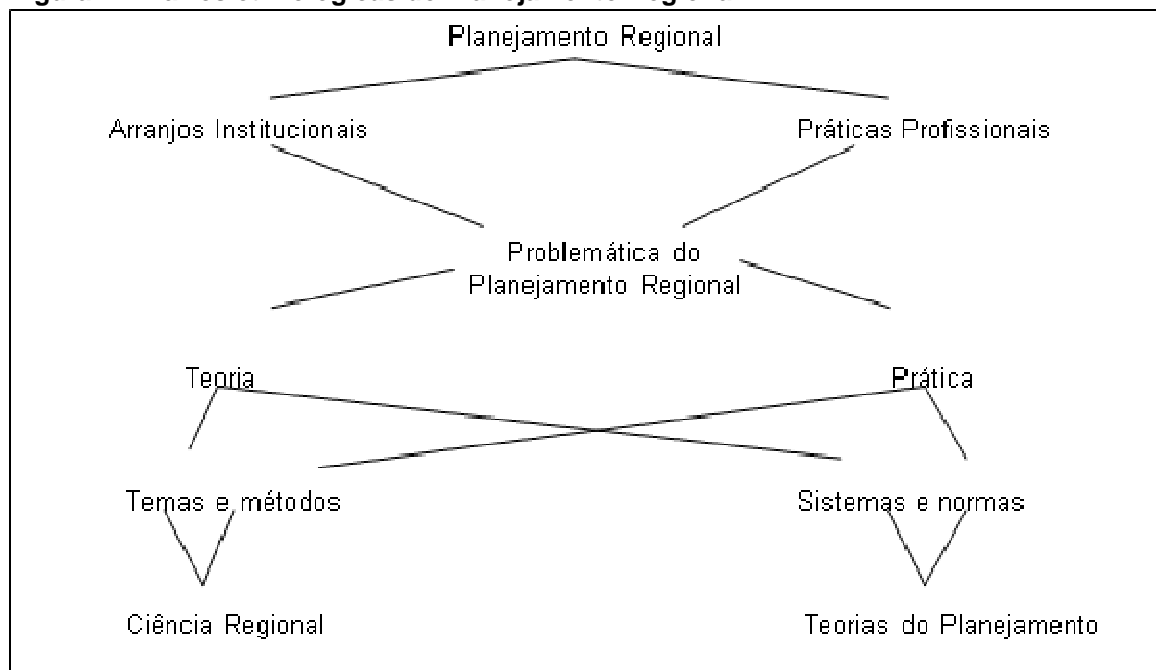 Planejamento Regional
Arranjos Institucionais
Práticas Profissionais
Problemática do
Planejamento Regional
Teoria
Prática
Temas e métodos
Sistemas e normas
Ciência Regional
Teorias do Planejamento